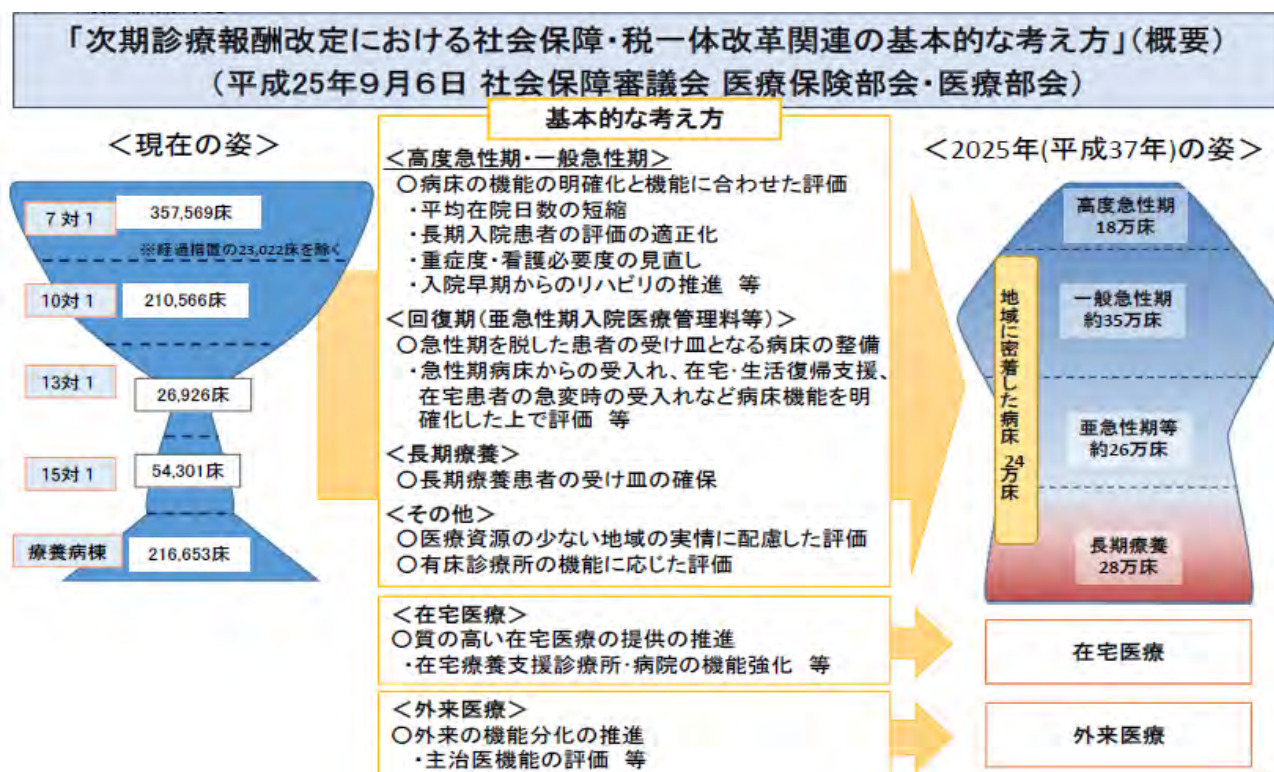 「次期診療報酬改定における社会保障・税一体改革関連の基本的な考え方」(概要)
(平成25年9月6日 社会保障審議会 医療保険部会・医療部会)
＜現在の姿＞
7対1
357,569床
※経過措置の23,022床を除く
10対1
210,566床
13対1
26,926床
15対1
54,301床
療養病棟
216,653床
基本的な考え方
＜高度急性期・一般急性期＞
○病床の機能の明確化と機能に合わせた評価
・平均在院日数の短縮
・長期入院患者の評価の適正化
・重症度・看護必要度の見直し
・入院早期からのリハビリの推進 等
＜回復期(亜急性期入院医療管理料等)＞
○急性期を脱した患者の受け皿となる病床の整備
・急性期病床からの受入れ、在宅・生活復帰支援、
在宅患者の急変時の受入れなど病床機能を明
確化した上で評価 等
＜長期療養＞
○長期療養患者の受け皿の確保
＜その他＞
○医療資源の少ない地域の実情に配慮した評価
○有床診療所の機能に応じた評価
＜在宅医療＞
○質の高い在宅医療の提供の推進
・在宅療養支援診療所・病院の機能強化 等
＜外来医療＞
○外来の機能分化の推進
・主治医機能の評価 等
＜2025年(平成37年)の姿＞
高度急性期
18万床
一般急性期
約35万床
亜急性期等
約26万床
長期療養
28万床
地域に密着した病床 24万床
在宅医療
外来医療